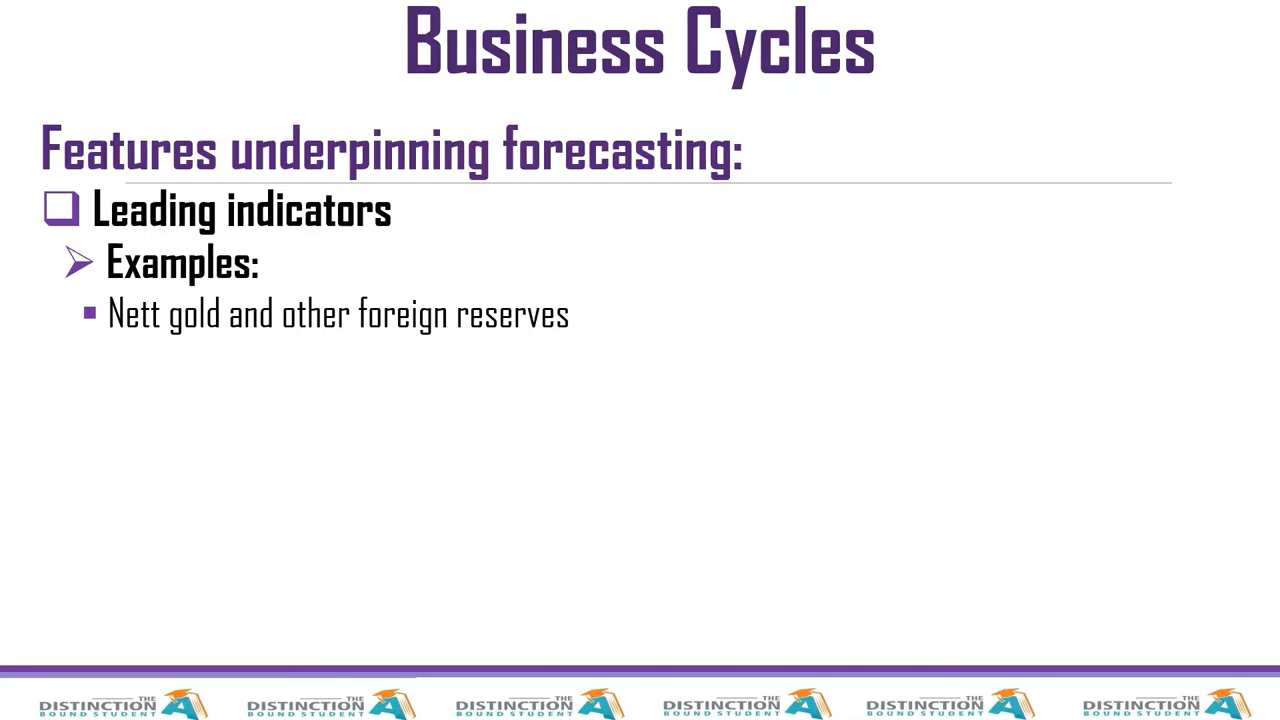 Business Cycles
Features underpinning forecasting:
Leading indicators
Examples:
Nett gold and other foreign reserves
THE DISTINCTION BOUND STUDENT
THE DISTINCTION BOUND STUDENT
THE DISTINCTION BOUND STUDENT
THE DISTINCTION BOUND STUDENT
THE DISTINCTION BOUND STUDENT
THE DISTINCTION BOUND STUDENT